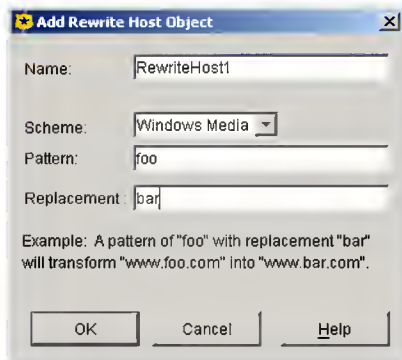 Add Rewrite Host Object
Name: RewriteHost1
Scheme: Windows Media
Pattern: foo
Replacement: bar
Example: A pattern of "foo" with replacement "bar"
will transform "www.foo.com" into "www.bar.com".
OK Cancel Help